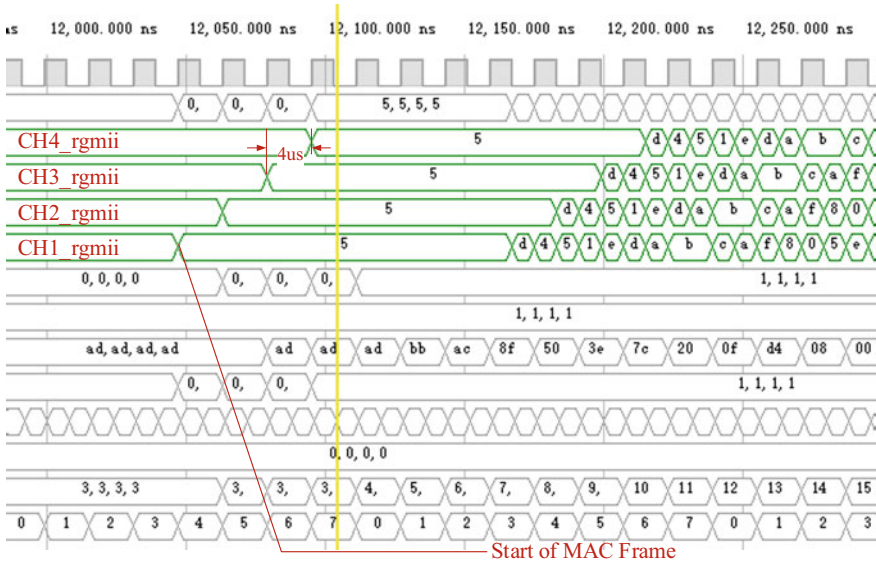 ns 12,000.000 ns 12,050.000 ns 12,100.000 ns 12,150.000 ns 12,200.000 ns 12,250.000 ns
0, 0, 0, 5, 5, 5, 5
CH4_rgmii 5 d 4 5 1 e d a b c
4us
CH3_rgmii 5 d 4 5 1 e d a b c a f
CH2_rgmii 5 d 4 5 1 e d a b c a f 8 0
CH1_rgmii 5 d 4 5 1 e d a b c a f 8 0 5 e
0, 0, 0, 0 0, 0, 0, 1, 1, 1, 1
1, 1, 1, 1
ad, ad, ad, ad ad ad ad bb ac 8f 50 3e 7c 20 0f d4 08 00
0, 0, 0, 1, 1, 1, 1
0, 0, 0, 0
3, 3, 3, 3 3, 3, 3, 4, 5, 6, 7, 8, 9, 10 11 12 13 14 15
0 1 2 3 4 5 6 7 0 1 2 3 4 5 6 7 0 1 2 3
Start of MAC Frame